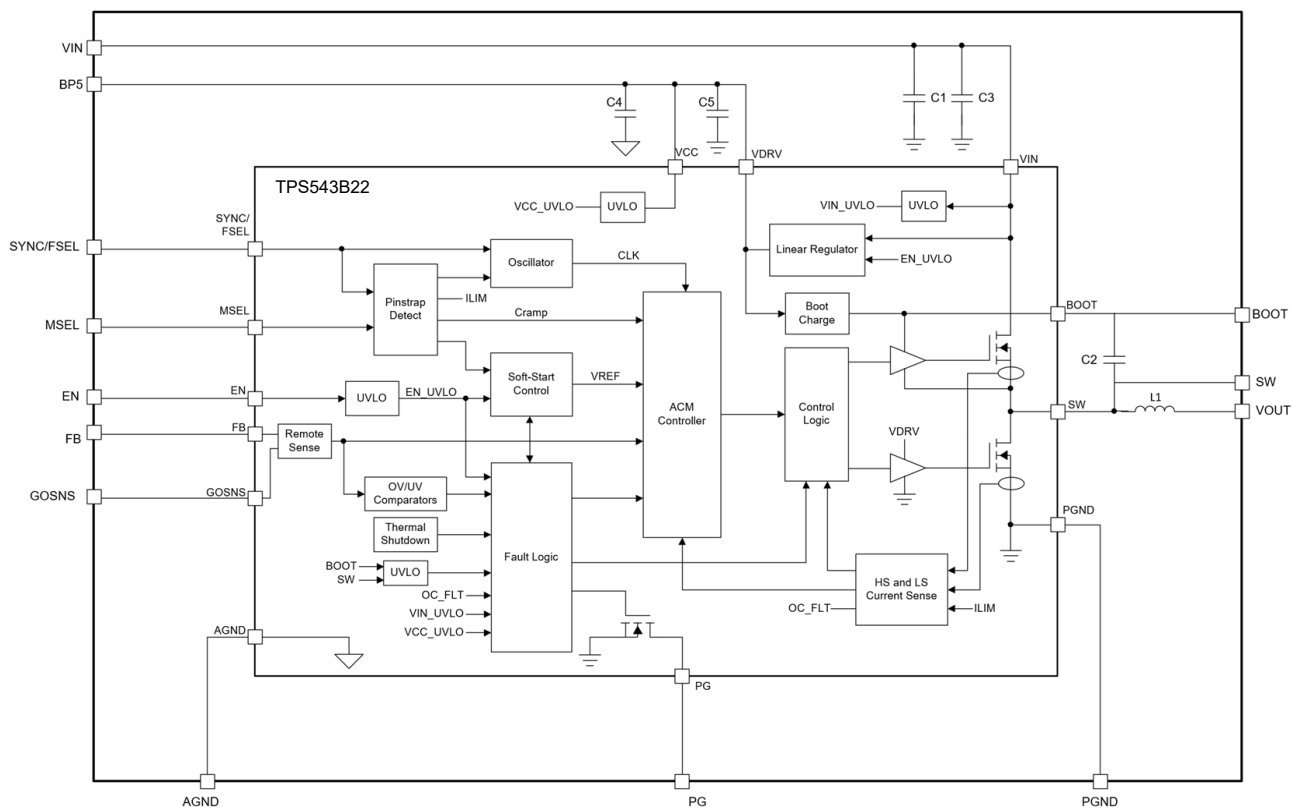 VIN
BP5
C4
C5
C1
C3
VCC
VDRV
VIN
TPS543B22
VCC_UVLO
UVLO
VIN_UVLO
UVLO
SYNC/
FSEL
SYNC/FSEL
Oscillator
CLK
Linear Regulator
EN_UVLO
Pinstrap
Detect
ILIM
MSEL
MSEL
Cramp
Boot
Charge
BOOT
BOOT
C2
Soft-Start
Control
VREF
ACM
Controller
Control
Logic
SW
EN
EN
UVLO
EN_UVLO
SW
L1
VOUT
FB
FB
Remote
Sense
VDRV
GOSNS
GOSNS
OV/UV
Comparators
PGND
Thermal
Shutdown
Fault Logic
BOOT
SW
UVLO
OC_FLT
VIN_UVLO
VCC_UVLO
HS and LS
Current Sense
OC_FLT
ILIM
AGND
PG
AGND
PG
PGND